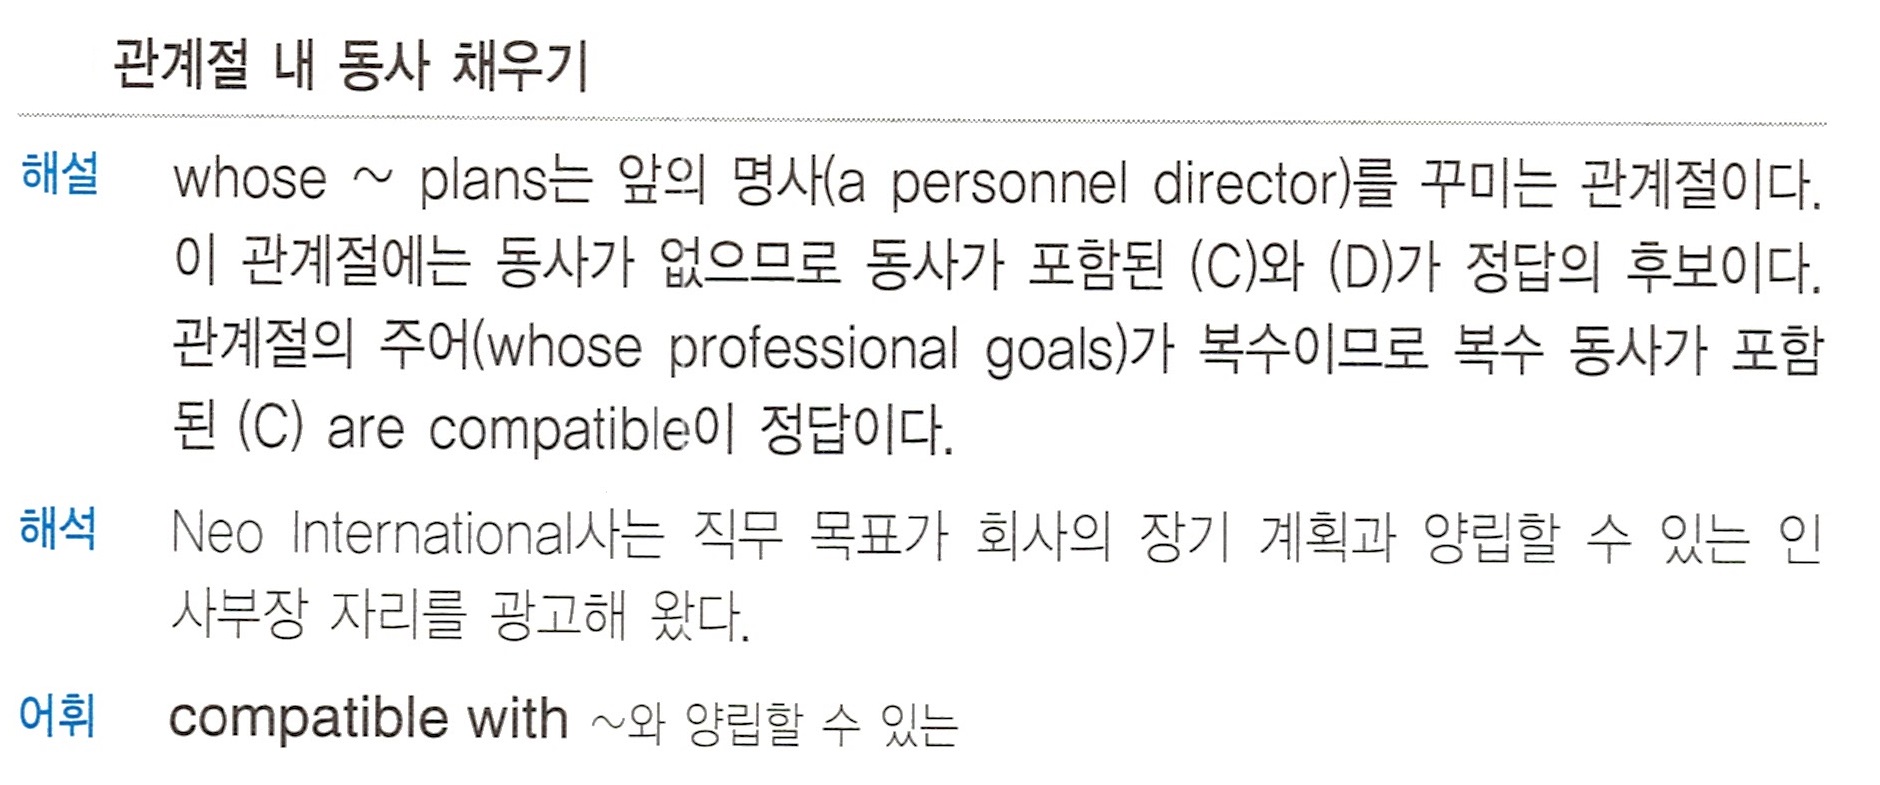 관계절 내 동사 채우기
해설 whose ~ plans는 앞의 명사(a personnel director)를 꾸미는 관계절이다.
이 관계절에는 동사가 없으므로 동사가 포함된 (C)와 (D)가 정답의 후보이다.
관계절의 주어(whose professional goals)가 복수이므로 복수 동사가 포함
된 (C) are compatible이 정답이다.
해석 Neo International사는 직무 목표가 회사의 장기 계획과 양립할 수 있는 인
사부장 자리를 광고해 왔다.
어휘 compatible with ~와 양립할 수 있는